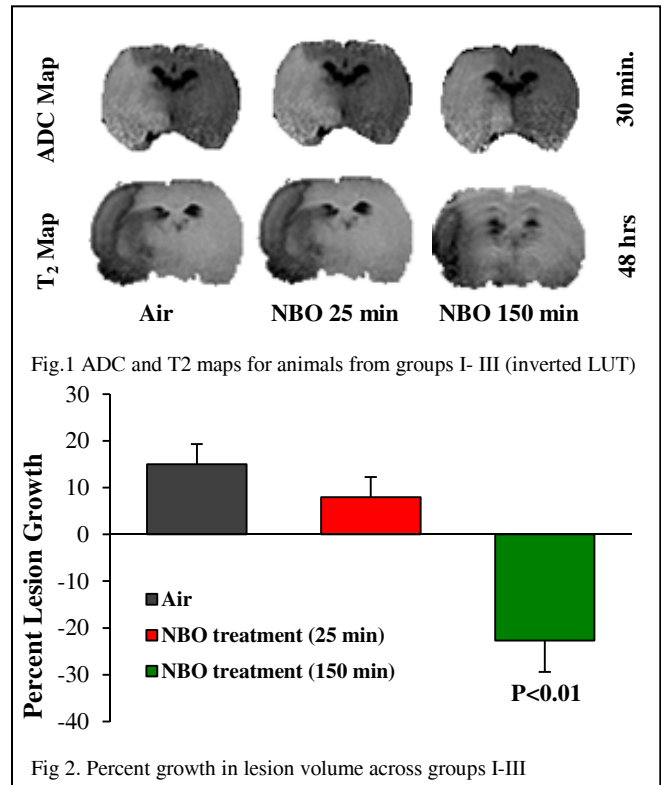 ADC Map
30 min.
T2 Map
48 hrs
Air NBO 25 min NBO 150 min
Fig.1 ADC and T2 maps for animals from groups I- III (inverted LUT)
Percent Lesion Growth
30
20
10
0
-10
-20
-30
-40
Air
NBO treatment (25 min)
NBO treatment (150 min)
P<0.01
Fig 2. Percent growth in lesion volume across groups I-III